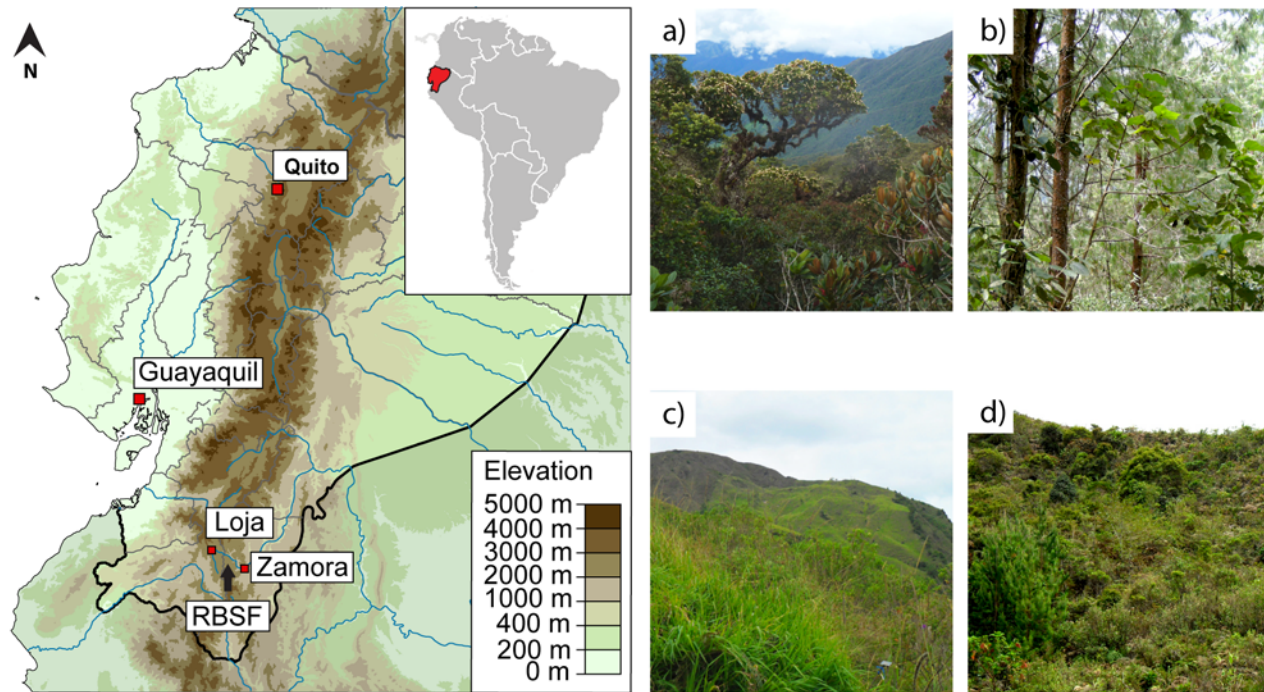 N
Quito
Guayaquil
Loja
Zamora
RBSF
Elevation
5000 m
4000 m
3000 m
2000 m
1000 m
400 m
200 m
0 m
a)
b)
c)
d)